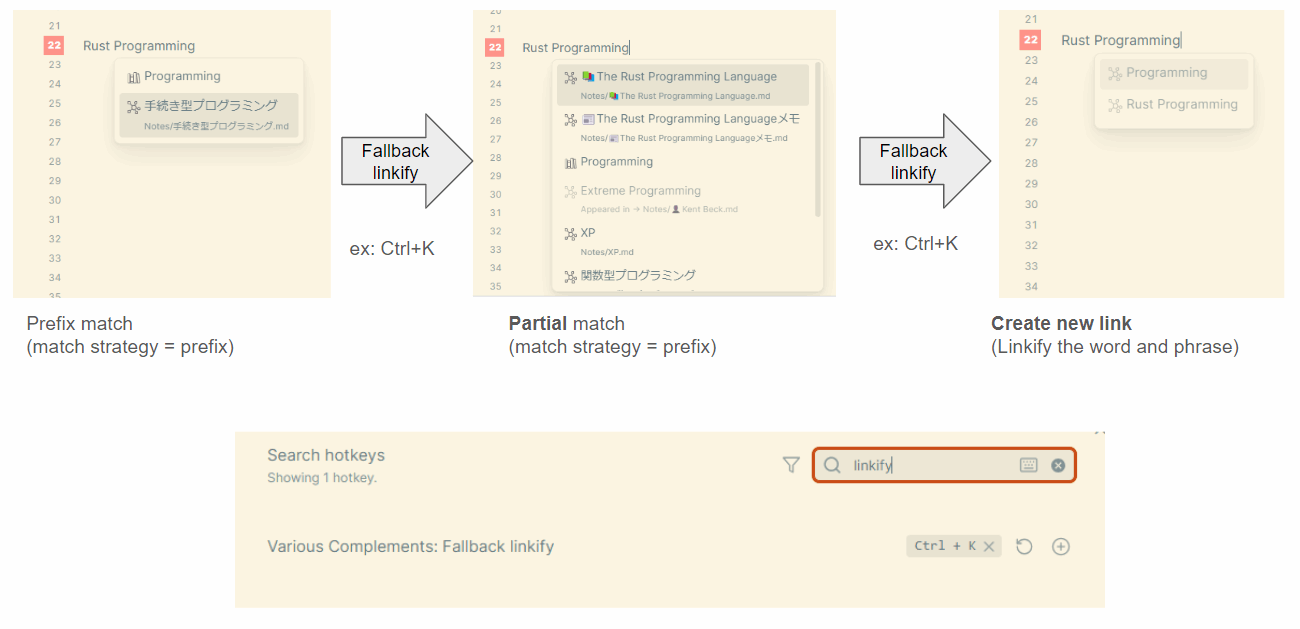 21
22 Rust Programming
23
24
25
26
27
28
29
30
31
32
33
34
35
Programming
手続き型プログラミング
Notes/手続き型プログラミング.md
Fallback
linkify
ex: Ctrl+K
20
21
22 Rust Programming
23
24
25
26
27
28
29
30
31
32
33
34
35
The Rust Programming Language
Notes/The Rust Programming Language.md
The Rust Programming Languageメモ
Notes/The Rust Programming Languageメモ.md
Programming
Extreme Programming
Appeared in → Notes/Kent Beck.md
XP
Notes/XP.md
関数型プログラミング
Fallback
linkify
ex: Ctrl+K
21
22 Rust Programming
23
24
25
26
27
28
29
30
31
32
33
34
Programming
Rust Programming
Prefix match
(match strategy = prefix)
Partial match
(match strategy = prefix)
Create new link
(Linkify the word and phrase)
Search hotkeys
Showing 1 hotkey.
linkify
Various Complements: Fallback linkify
Ctrl + K